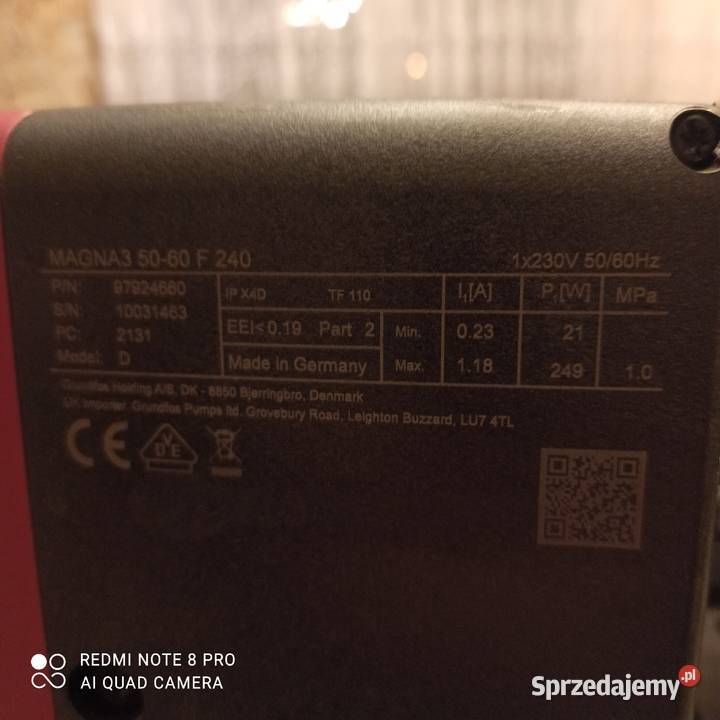 MAGNA3 50-60 F 240 1x230V 50/60Hz
P/N: 97924660 IP X4D TF 110 I₁[A] P₁[W] MPa
S/N: 10031463
PC: 2131 EEI≤0.19 Part 2 Min. 0.23 21
Model: D Made in Germany Max. 1.18 249 1.0
Grundfos Holding A/S, DK - 8850 Bjerringbro, Denmark
UK Importer: Grundfos Pumps ltd. Grovebury Road, Leighton Buzzard, LU7 4TL
CE VDE
REDMI NOTE 8 PRO
AI QUAD CAMERA
Sprzedajemy.pl